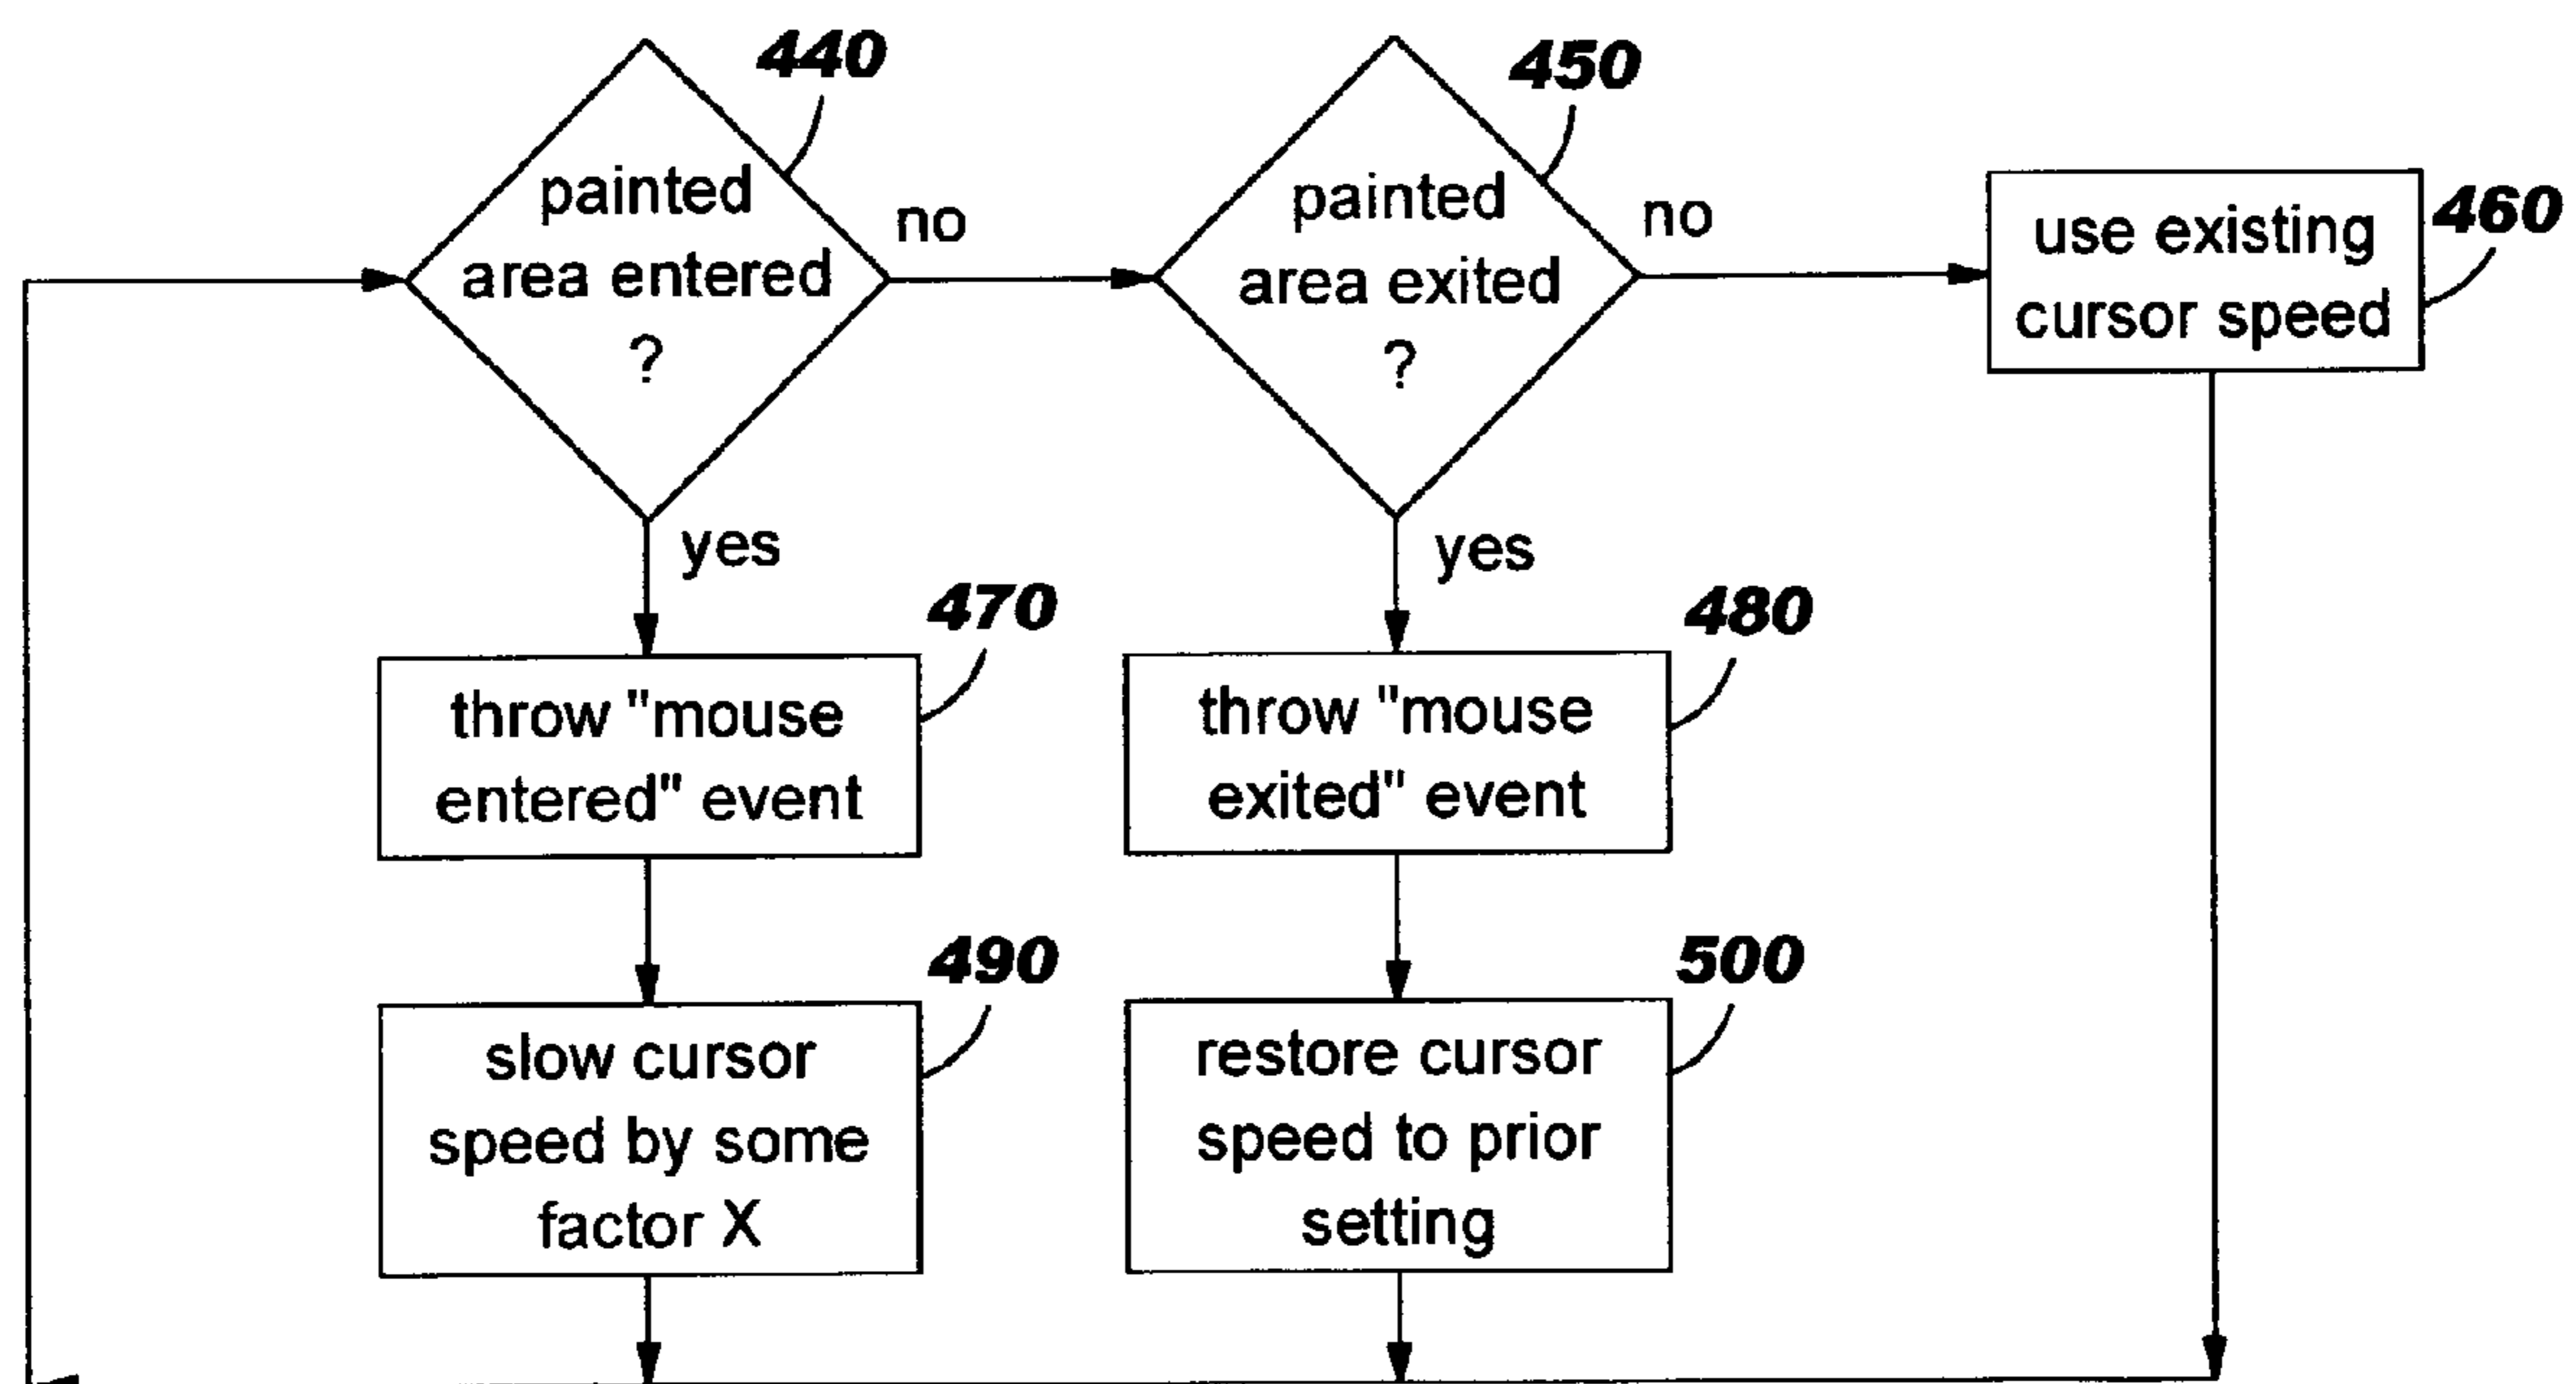 440
painted
area entered
?
no
yes
450
painted
area exited
?
no
yes
460
use existing
cursor speed
470
throw "mouse
entered" event
480
throw "mouse
exited" event
490
slow cursor
speed by some
factor X
500
restore cursor
speed to prior
setting